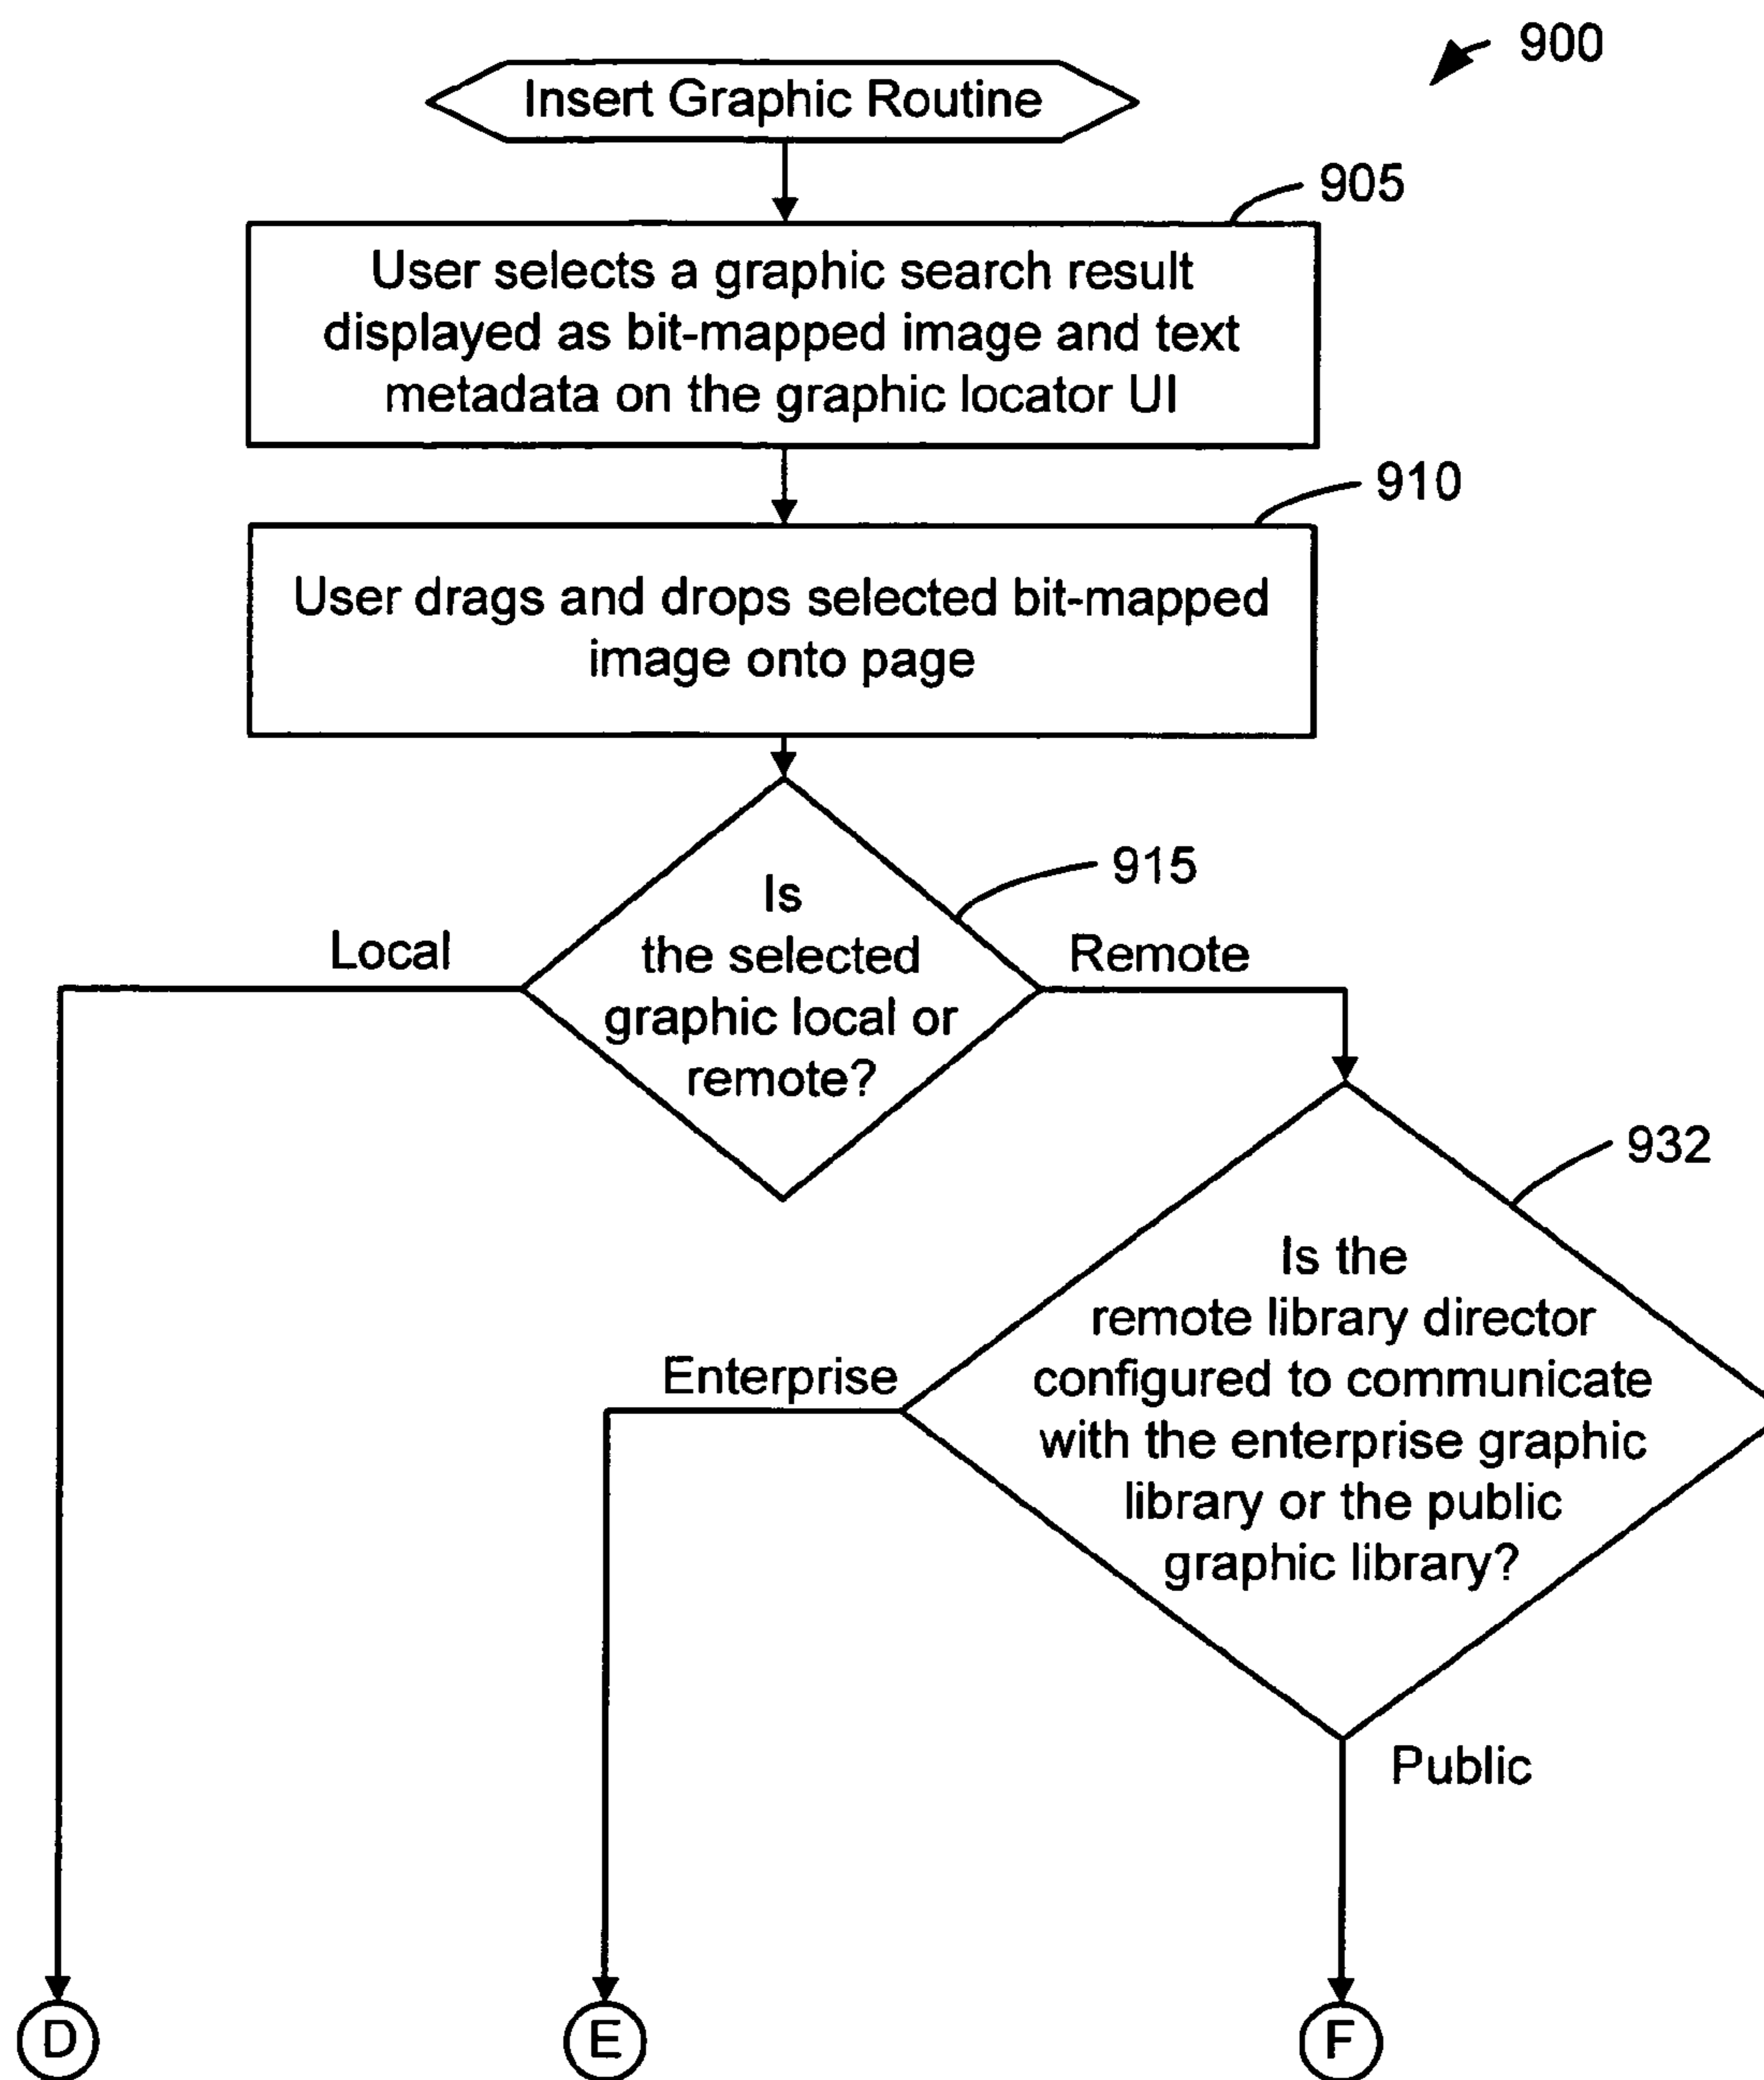 900
Insert Graphic Routine
905
User selects a graphic search result
displayed as bit-mapped image and text
metadata on the graphic locator UI
910
User drags and drops selected bit-mapped
image onto page
915
Is
the selected
graphic local or
remote?
Local
Remote
932
Is the
remote library director
configured to communicate
with the enterprise graphic
library or the public
graphic library?
Enterprise
Public
D
E
F